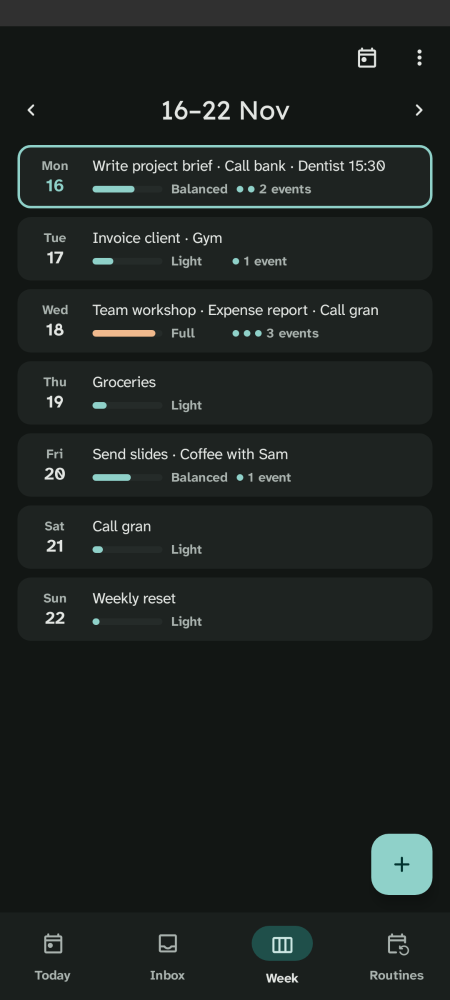 16–22 Nov
Mon
16
Write project brief · Call bank · Dentist 15:30
Balanced
2 events
Tue
17
Invoice client · Gym
Light
1 event
Wed
18
Team workshop · Expense report · Call gran
Full
3 events
Thu
19
Groceries
Light
Fri
20
Send slides · Coffee with Sam
Balanced
1 event
Sat
21
Call gran
Light
Sun
22
Weekly reset
Light
Today
Inbox
Week
Routines